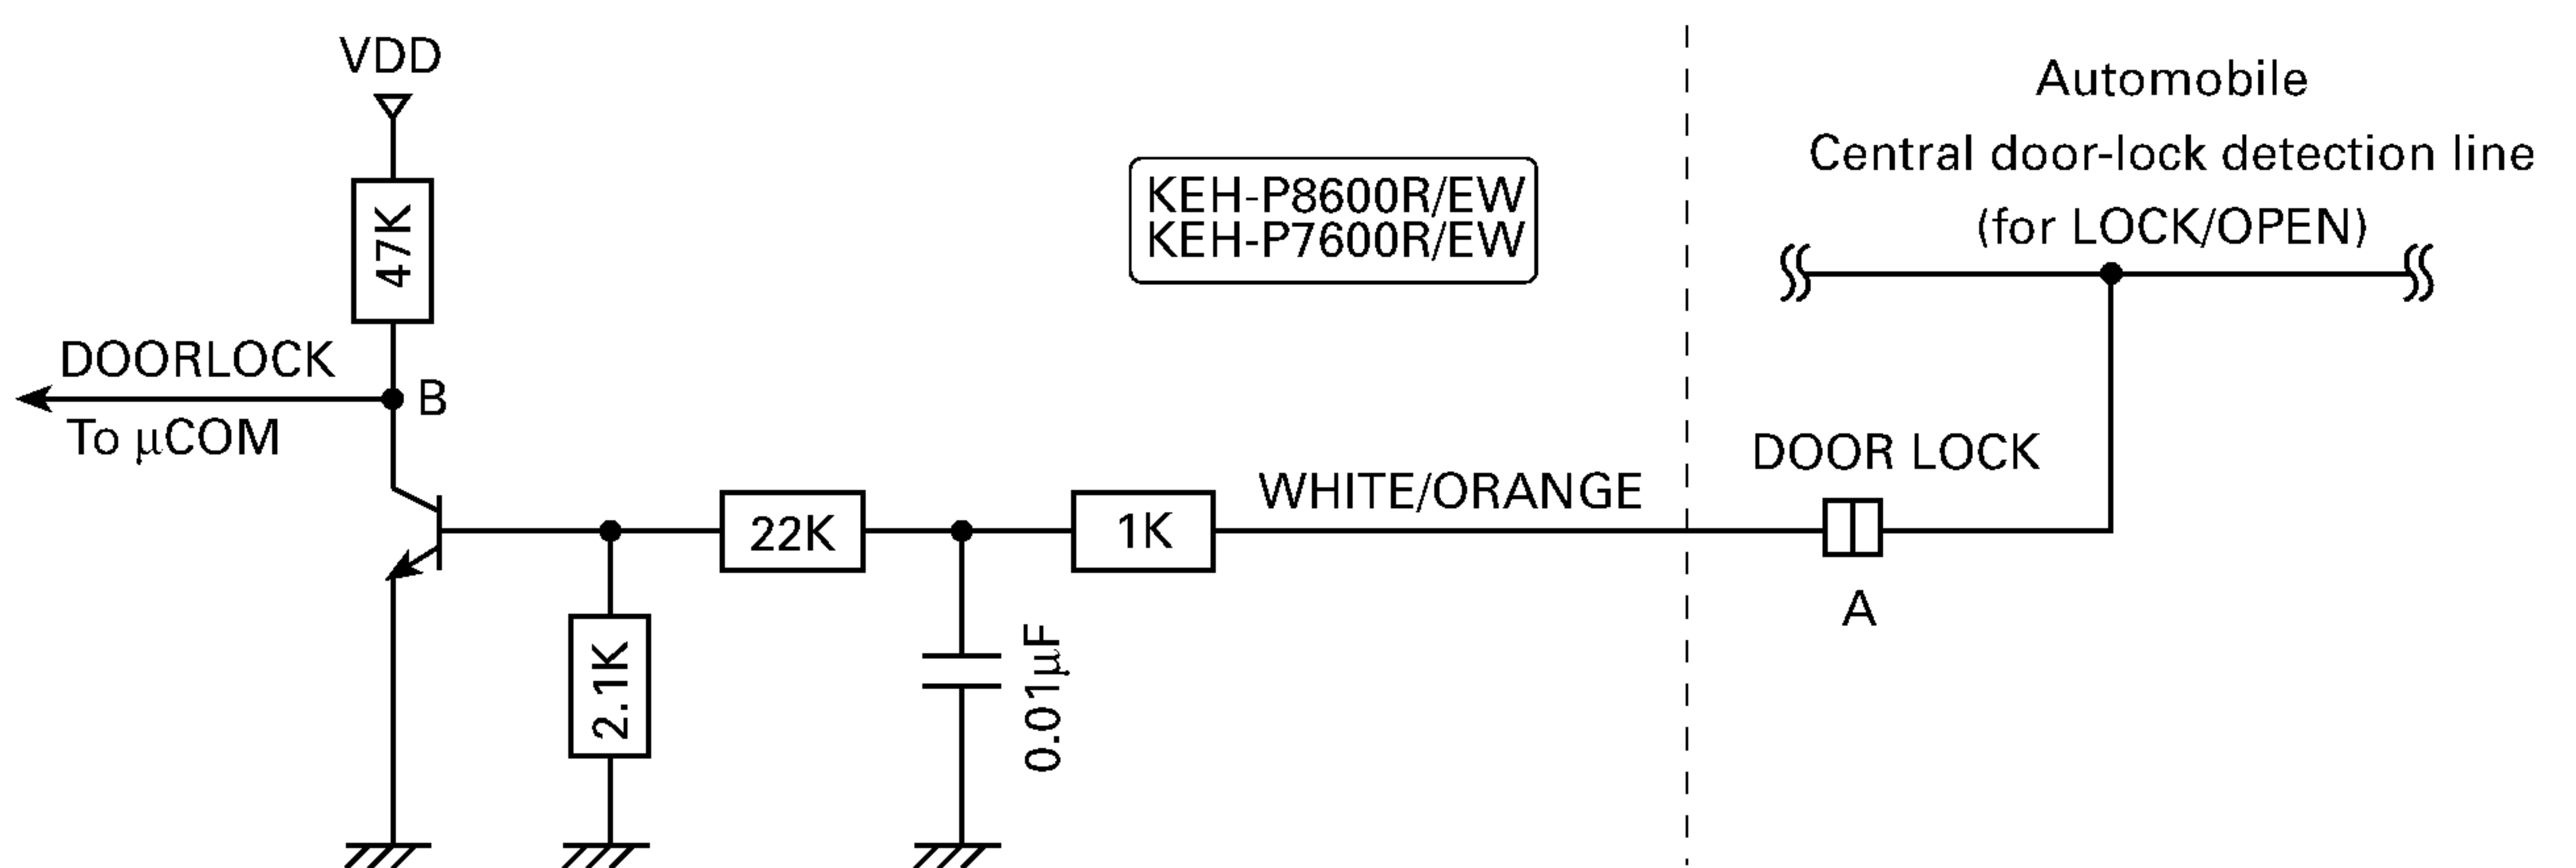 VDD
47K
DOORLOCK
To μCOM
B
KEH-P8600R/EW
KEH-P7600R/EW
Automobile
Central door-lock detection line
(for LOCK/OPEN)
DOOR LOCK
A
WHITE/ORANGE
1K
22K
2.1K
0.01μF